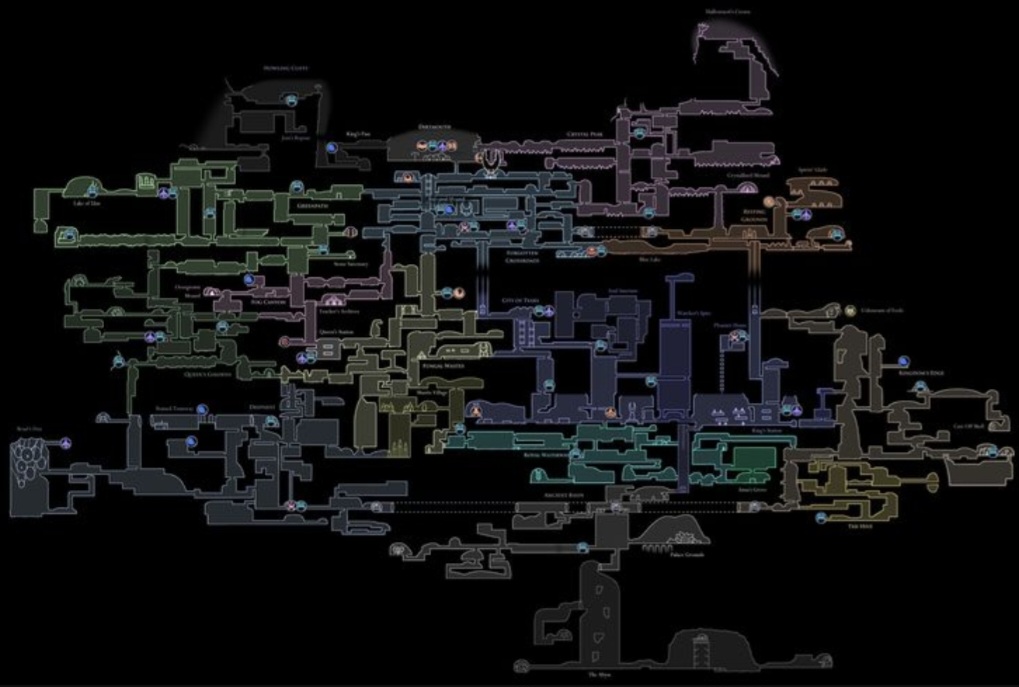 Hallownest's Crown
Howling Cliffs
Joni's Repose
King's Pass
Dirtmouth
Crystal Peak
Crystallised Mound
Spirits' Glade
Lake of Unn
Greenpath
Resting
Grounds
Stone Sanctuary
Forgotten
Crossroads
Blue Lake
Overgrown
Mound
Fog Canyon
Teacher's Archives
City of Tears
Soul Sanctum
Watcher's Spire
Colosseum of Fools
Queen's Station
Pleasure House
Fungal Wastes
Queen's Gardens
Kingdom's Edge
Mantis Village
Failed Tramway
Deepnest
Cast-Off Shell
Weaver's Den
King's Station
Royal Waterways
Isma's Grove
Ancient Basin
The Hive
Palace Grounds
The Abyss